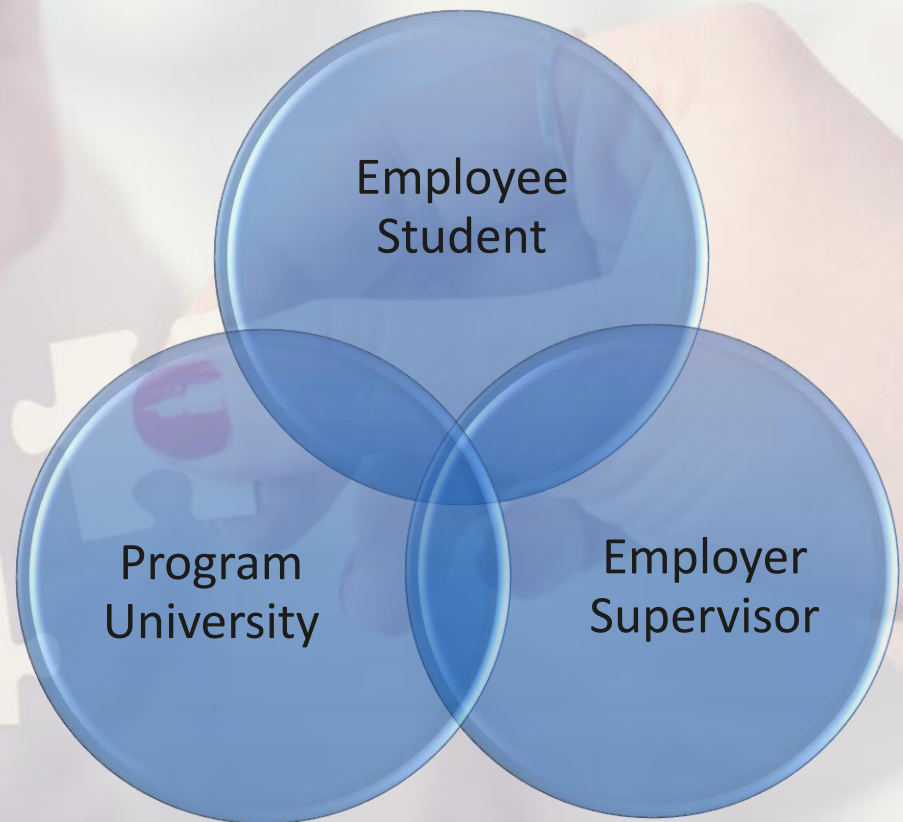 Employee
Student
Program
University
Employer
Supervisor